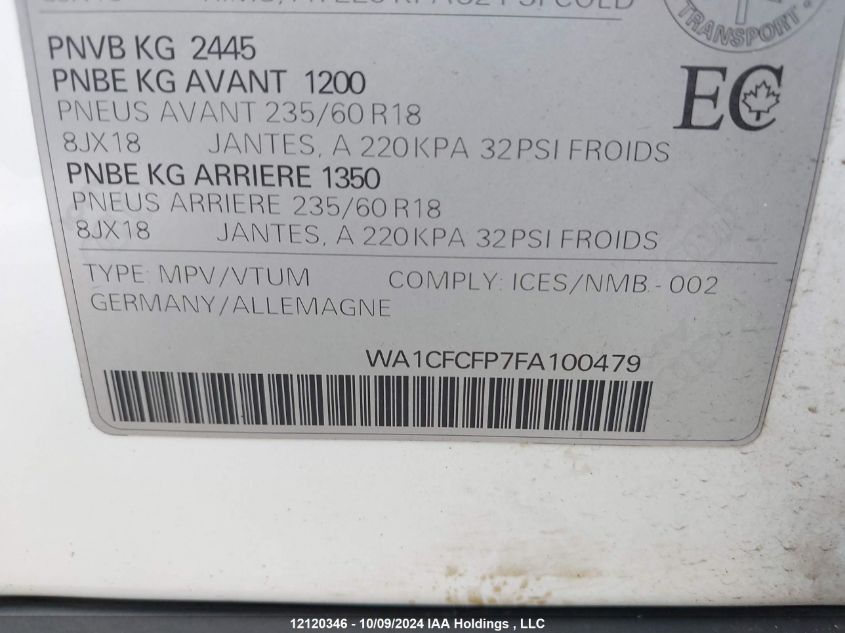 TRANSPORT
PNVB KG 2445
PNBE KG AVANT 1200
PNEUS AVANT 235/60 R18
EC
8JX18 JANTES, A 220KPA 32PSI FROIDS
PNBE KG ARRIERE 1350
PNEUS ARRIERE 235/60 R18
8JX18 JANTES, A 220KPA 32PSI FROIDS
TYPE: MPV/VTUM COMPLY: ICES/NMB-002
GERMANY/ALLEMAGNE
WA1CFCFP7FA100479
12120346 - 10/09/2024 IAA Holdings, LLC